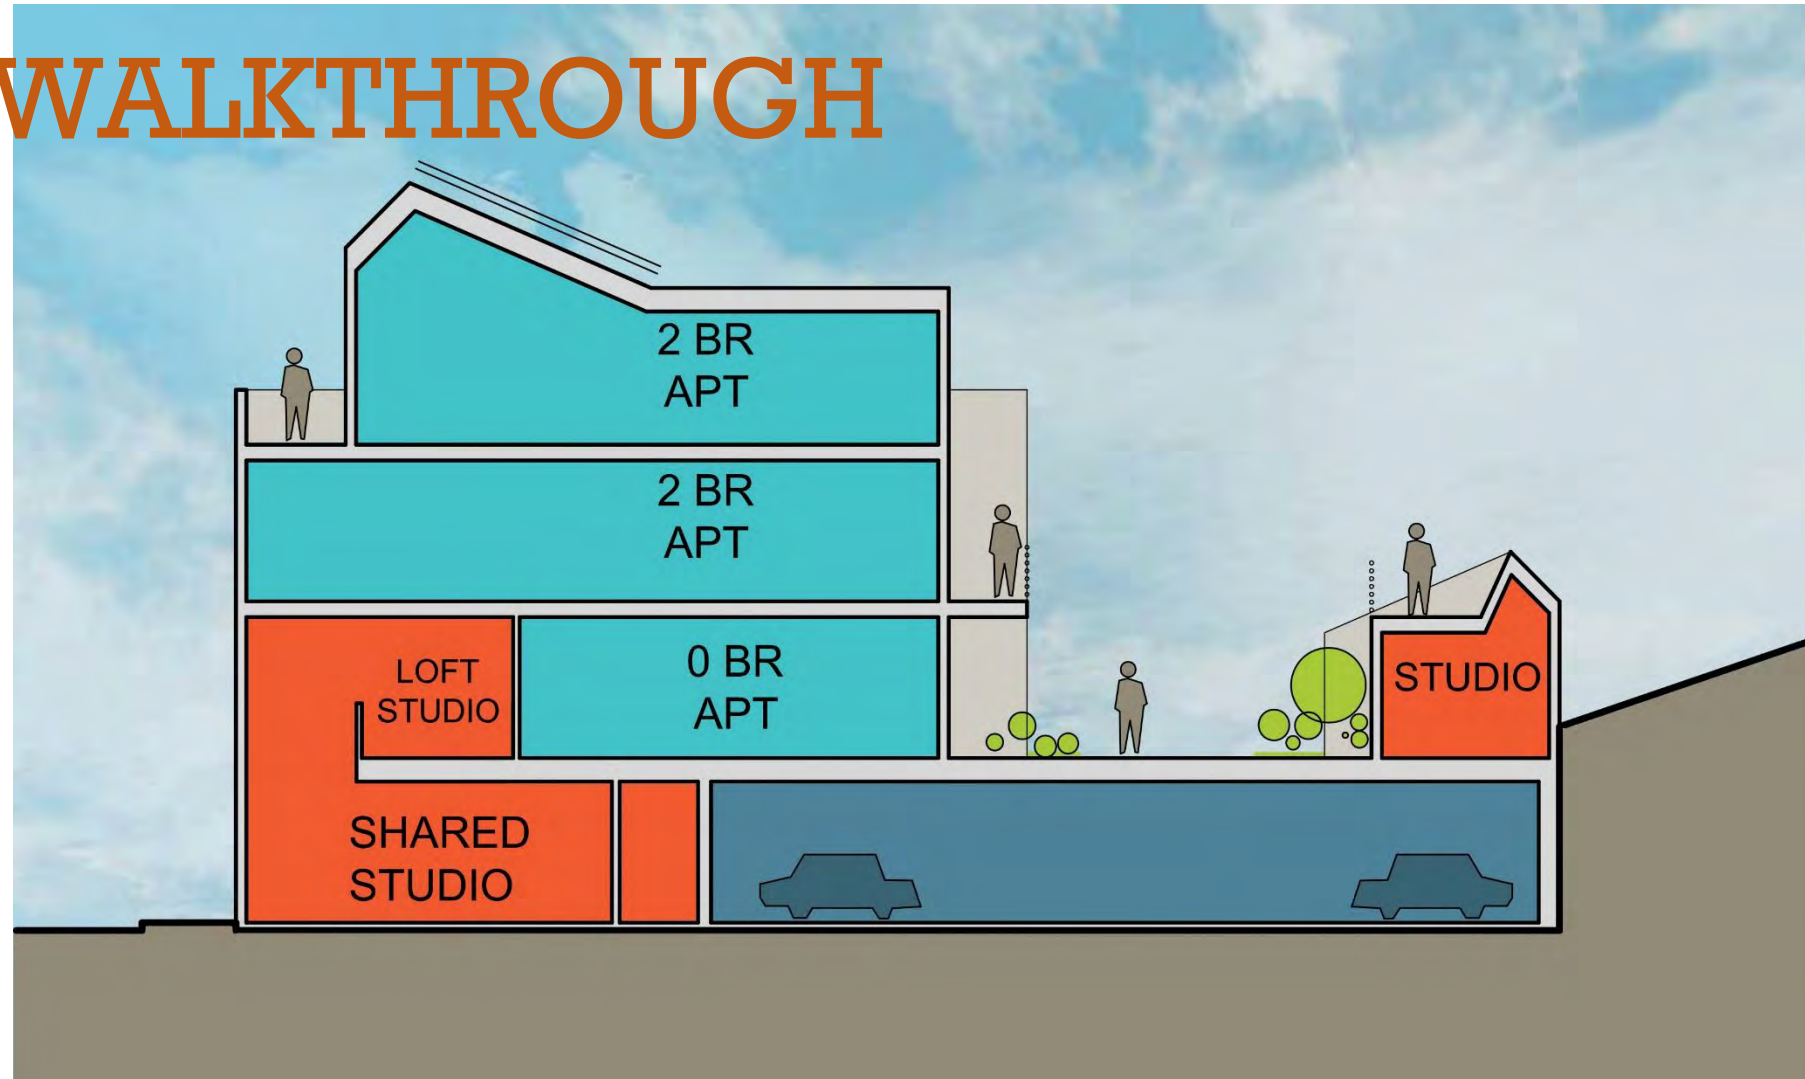 WALKTHROUGH
2 BR
APT
2 BR
APT
LOFT
STUDIO
0 BR
APT
STUDIO
SHARED
STUDIO